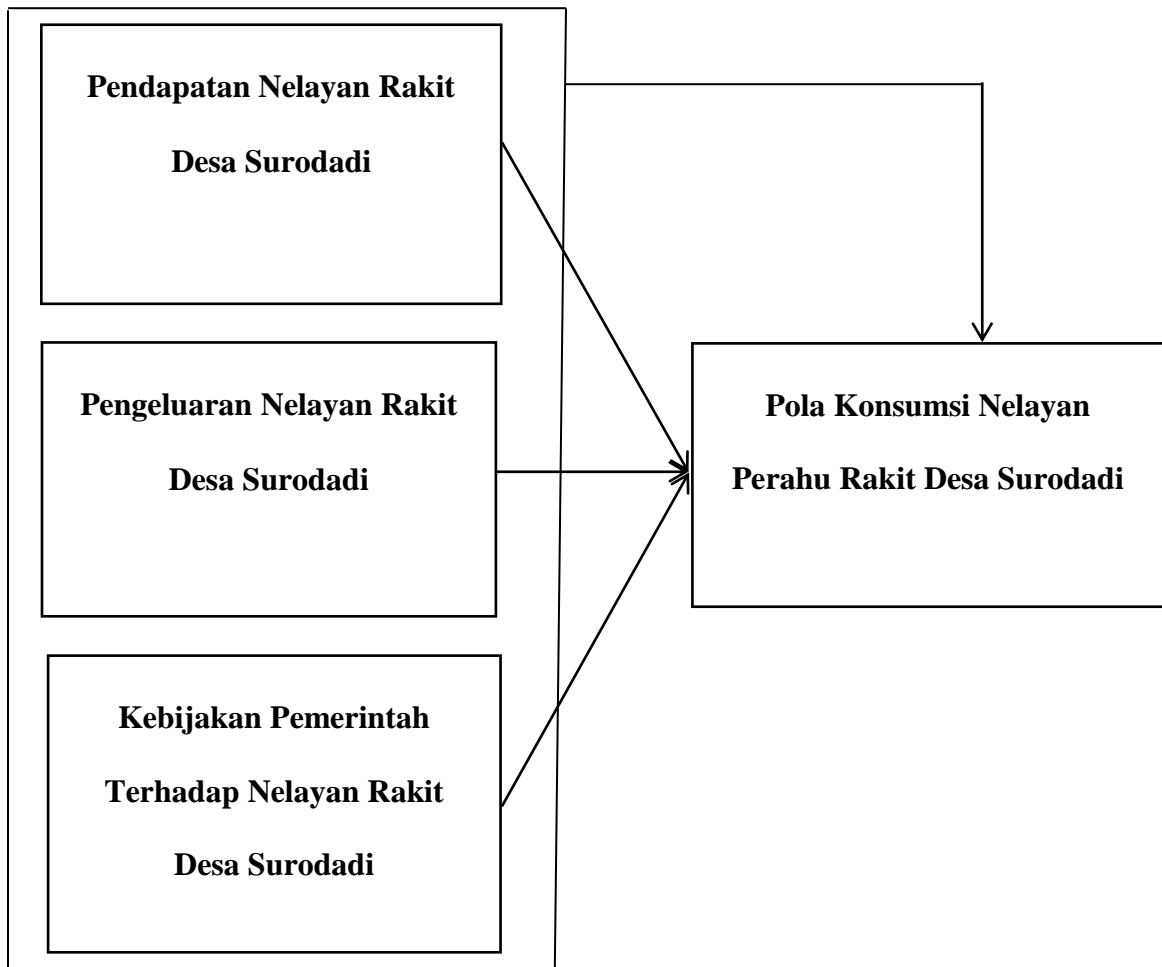 Pendapatan Nelayan Rakit
Desa Surodadi
Pengeluaran Nelayan Rakit
Desa Surodadi
Pola Konsumsi Nelayan
Perahu Rakit Desa Surodadi
Kebijakan Pemerintah
Terhadap Nelayan Rakit
Desa Surodadi